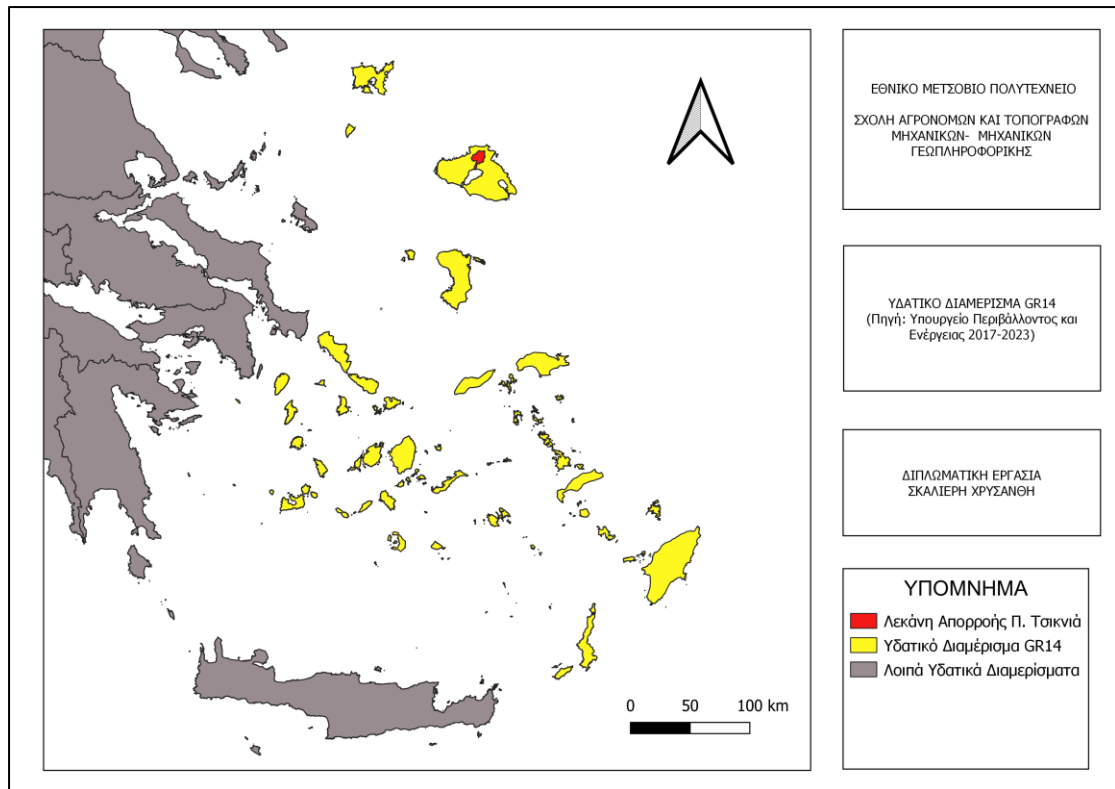 ΕΘΝΙΚΟ ΜΕΤΣΟΒΙΟ ΠΟΛΥΤΕΧΝΕΙΟ
ΣΧΟΛΗ ΑΓΡΟΝΟΜΩΝ ΚΑΙ ΤΟΠΟΓΡΑΦΩΝ
ΜΗΧΑΝΙΚΩΝ- ΜΗΧΑΝΙΚΩΝ
ΓΕΩΠΛΗΡΟΦΟΡΙΚΗΣ
ΥΔΑΤΙΚΟ ΔΙΑΜΕΡΙΣΜΑ GR14
(Πηγή: Υπουργείο Περιβάλλοντος και
Ενέργειας 2017-2023)
ΔΙΠΛΩΜΑΤΙΚΗ ΕΡΓΑΣΙΑ
ΣΚΑΛΙΕΡΗ ΧΡΥΣΑΝΘΗ
ΥΠΟΜΝΗΜΑ
Λεκάνη Απορροής Π. Τσικνιά
Υδατικό Διαμέρισμα GR14
Λοιπά Υδατικά Διαμερίσματα
0 50 100 km